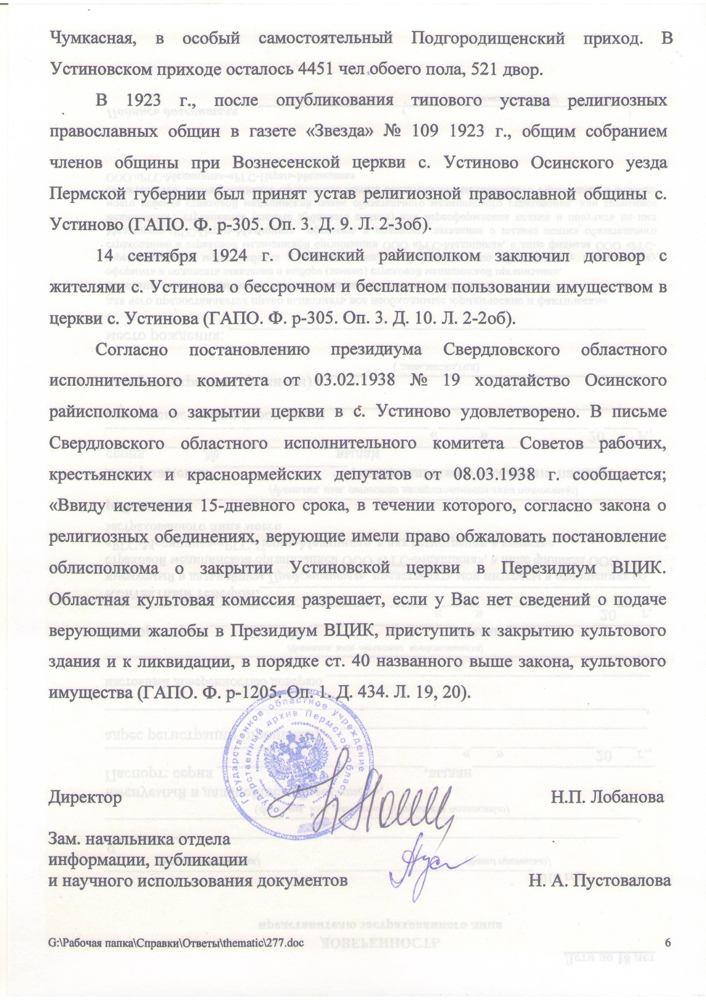 Чумкасная, в особый самостоятельный Подгородищенский приход. В
Устиновском приходе осталось 4451 чел.обоего пола, 521 двор.
В 1923 г., после опубликования типового устава религиозных
православных общин в газете «Звезда» № 109 1923 г., общим собранием
членов общины при Вознесенской церкви с. Устиново Осинского уезда
Пермской губернии был принят устав религиозной православной общины с.
Устиново (ГАПО. Ф. р-305. Оп. 3. Д. 9. Л. 2-3об).
14 сентября 1924 г. Осинский райисполком заключил договор с
жителями с. Устинова о бессрочном и бесплатном пользовании имуществом в
церкви с. Устинова (ГАПО. Ф. р-305. Оп. 3. Д. 10. Л. 2-2об).
Согласно постановлению президиума Свердловского областного
исполнительного комитета от 03.02.1938 № 19 ходатайство Осинского
райисполкома о закрытии церкви в с. Устиново удовлетворено. В письме
Свердловского областного исполнительного комитета Советов рабочих,
крестьянских и красноармейских депутатов от 08.03.1938 г. сообщается;
«Ввиду истечения 15-дневного срока, в течении которого, согласно закона о
религиозных обединениях, верующие имели право обжаловать постановление
облисполкома о закрытии Устиновской церкви в Перезидиум ВЦИК.
Областная культовая комиссия разрешает, если у Вас нет сведений о подаче
верующими жалобы в Президиум ВЦИК, приступить к закрытию культового
здания и к ликвидации, в порядке ст. 40 названного выше закона, культового
имущества (ГАПО. Ф. р-1205. Оп. 1. Д. 434. Л. 19, 20).
Государственное областное учреждение
Государственный архив Пермской области
Директор Н.П. Лобанова
Зам. начальника отдела
информации, публикации
и научного использования документов Н. А. Пустовалова
G:\Рабочая папка\Справки\Ответы\thematic\277.doc 6